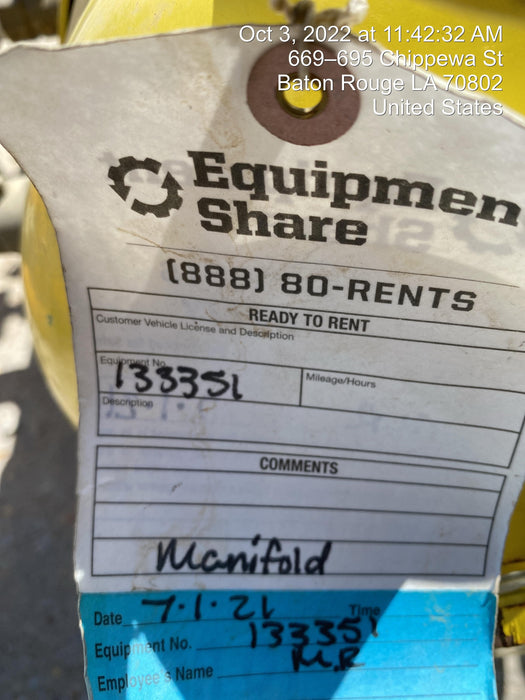 Oct 3, 2022 at 11:42:32 AM
669–695 Chippewa St
Baton Rouge LA 70802
United States
Equipmen
Share
(888) 80-RENTS
READY TO RENT
Customer Vehicle License and Description
Equipment No.
133351
Mileage/Hours
Description
COMMENTS
Manifold
Date 7.1.21 Time
Equipment No. 133351
Employee's Name MR